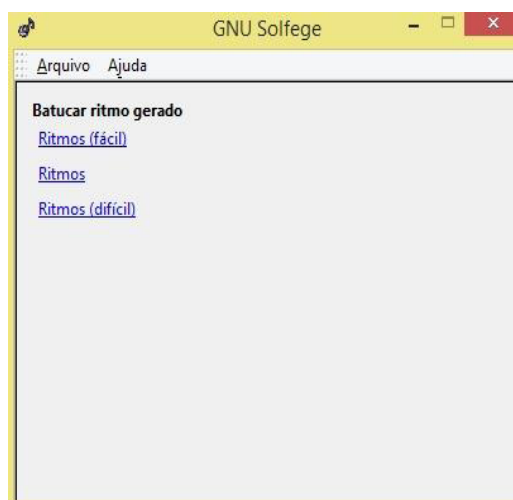 GNU Solfege
Arquivo Ajuda
Batucar ritmo gerado
Ritmos (fácil)
Ritmos
Ritmos (difícil)